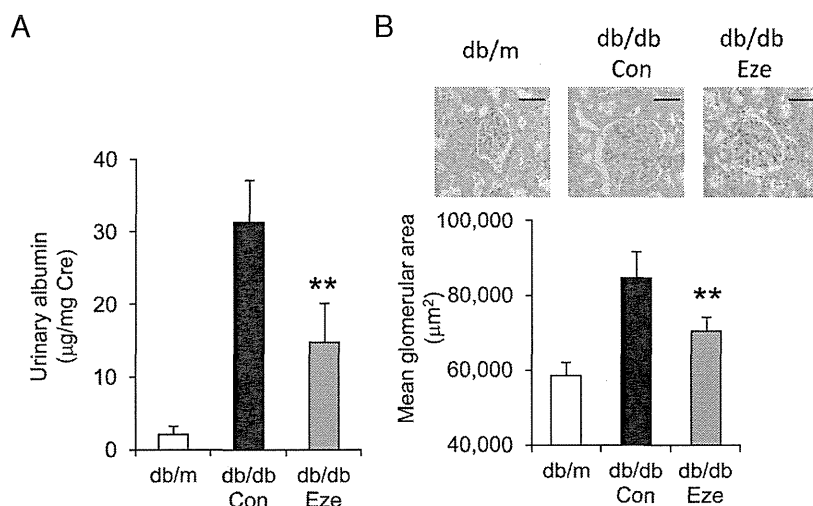 A
Urinary albumin
(μg/mg Cre)
40
30
20
10
0
**
db/m
db/db
Con
db/db
Eze
B
db/m
db/db
Con
db/db
Eze
Mean glomerular area
(μm²)
100,000
80,000
60,000
40,000
**
db/m
db/db
Con
db/db
Eze